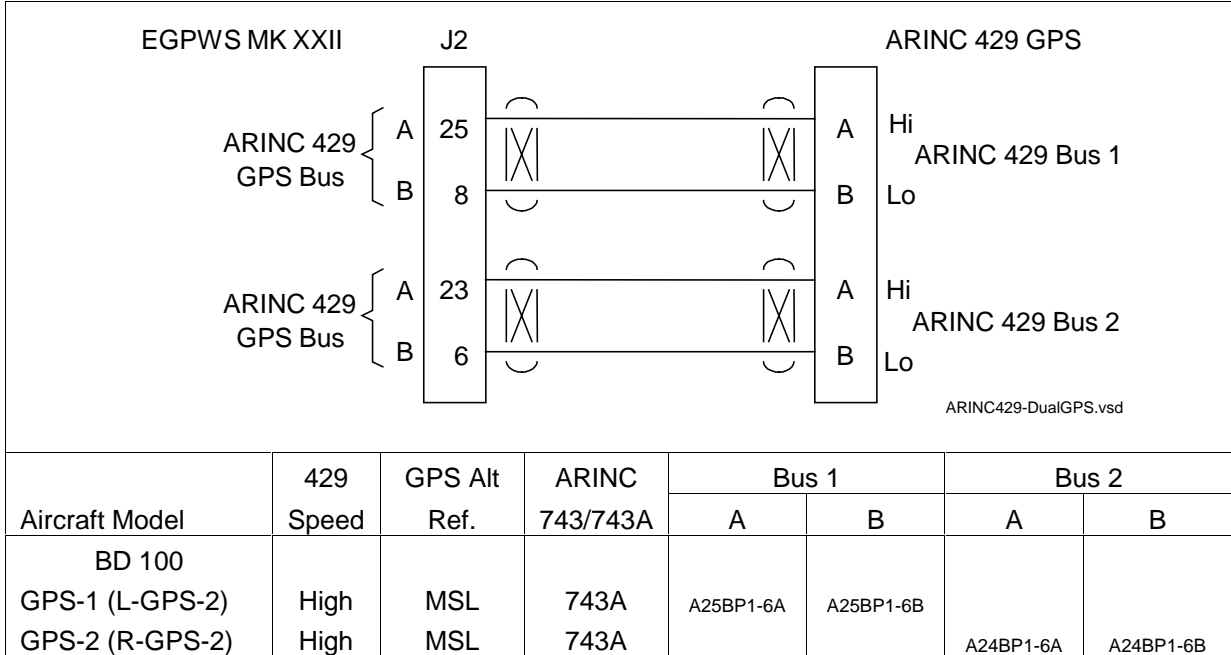 EGPWS MK XXII J2 ARINC 429 GPS
A 25 A Hi
ARINC 429 ARINC 429 Bus 1
GPS Bus
B 8 B Lo
A 23 A Hi
ARINC 429 ARINC 429 Bus 2
GPS Bus
B 6 B Lo
ARINC429-DualGPS.vsd
429 GPS Alt ARINC Bus 1 Bus 2
Aircraft Model Speed Ref. 743/743A A B A B
BD 100
GPS-1 (L-GPS-2) High MSL 743A A25BP1-6A A25BP1-6B
GPS-2 (R-GPS-2) High MSL 743A A24BP1-6A A24BP1-6B